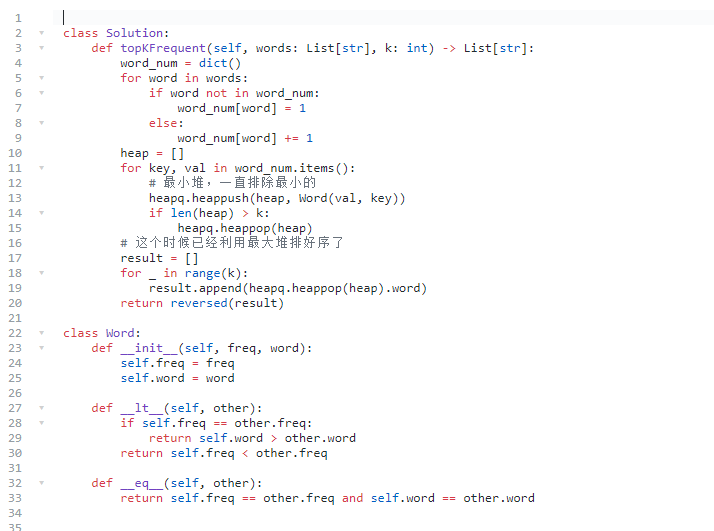 1
2 class Solution:
3     def topKFrequent(self, words: List[str], k: int) -> List[str]:
4         word_num = dict()
5         for word in words:
6             if word not in word_num:
7                 word_num[word] = 1
8             else:
9                 word_num[word] += 1
10         heap = []
11         for key, val in word_num.items():
12             # 最小堆，一直排除最小的
13             heapq.heappush(heap, Word(val, key))
14             if len(heap) > k:
15                 heapq.heappop(heap)
16         # 这个时候已经利用最大堆排好序了
17         result = []
18         for _ in range(k):
19             result.append(heapq.heappop(heap).word)
20         return reversed(result)
21
22 class Word:
23     def __init__(self, freq, word):
24         self.freq = freq
25         self.word = word
26
27     def __lt__(self, other):
28         if self.freq == other.freq:
29             return self.word > other.word
30         return self.freq < other.freq
31
32     def __eq__(self, other):
33         return self.freq == other.freq and self.word == other.word
34
35